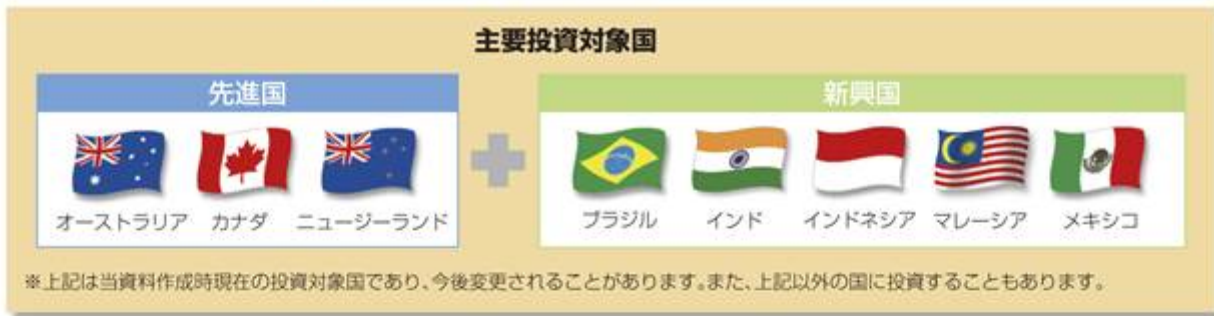 主要投資対象国
先進国
オーストラリア カナダ ニュージーランド
新興国
ブラジル インド インドネシア マレーシア メキシコ
※上記は当資料作成時現在の投資対象国であり、今後変更されることがあります。また、上記以外の国に投資することもあります。